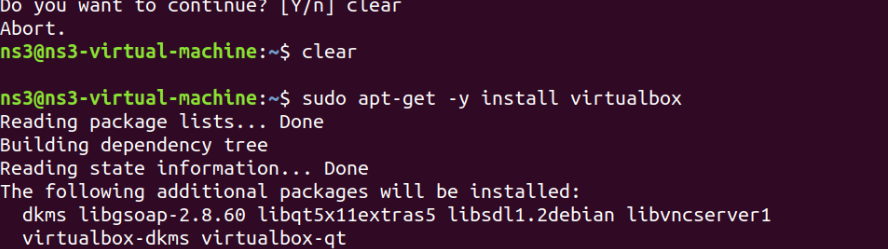 Do you want to continue? [Y/n] clear
Abort.
ns3@ns3-virtual-machine:~$ clear
ns3@ns3-virtual-machine:~$ sudo apt-get -y install virtualbox
Reading package lists... Done
Building dependency tree
Reading state information... Done
The following additional packages will be installed:
  dkms libgsoap-2.8.60 libqt5x11extras5 libsdl1.2debian libvncserver1
  virtualbox-dkms virtualbox-qt